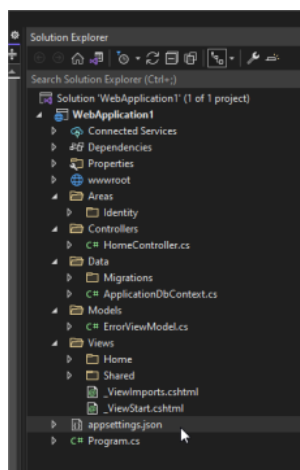 Solution Explorer
Search Solution Explorer (Ctrl+;)
Solution 'WebApplication1' (1 of 1 project)
WebApplication1
Connected Services
Dependencies
Properties
wwwroot
Areas
Identity
Controllers
C# HomeController.cs
Data
Migrations
C# ApplicationDbContext.cs
Models
C# ErrorViewModel.cs
Views
Home
Shared
_ViewImports.cshtml
_ViewStart.cshtml
appsettings.json
C# Program.cs